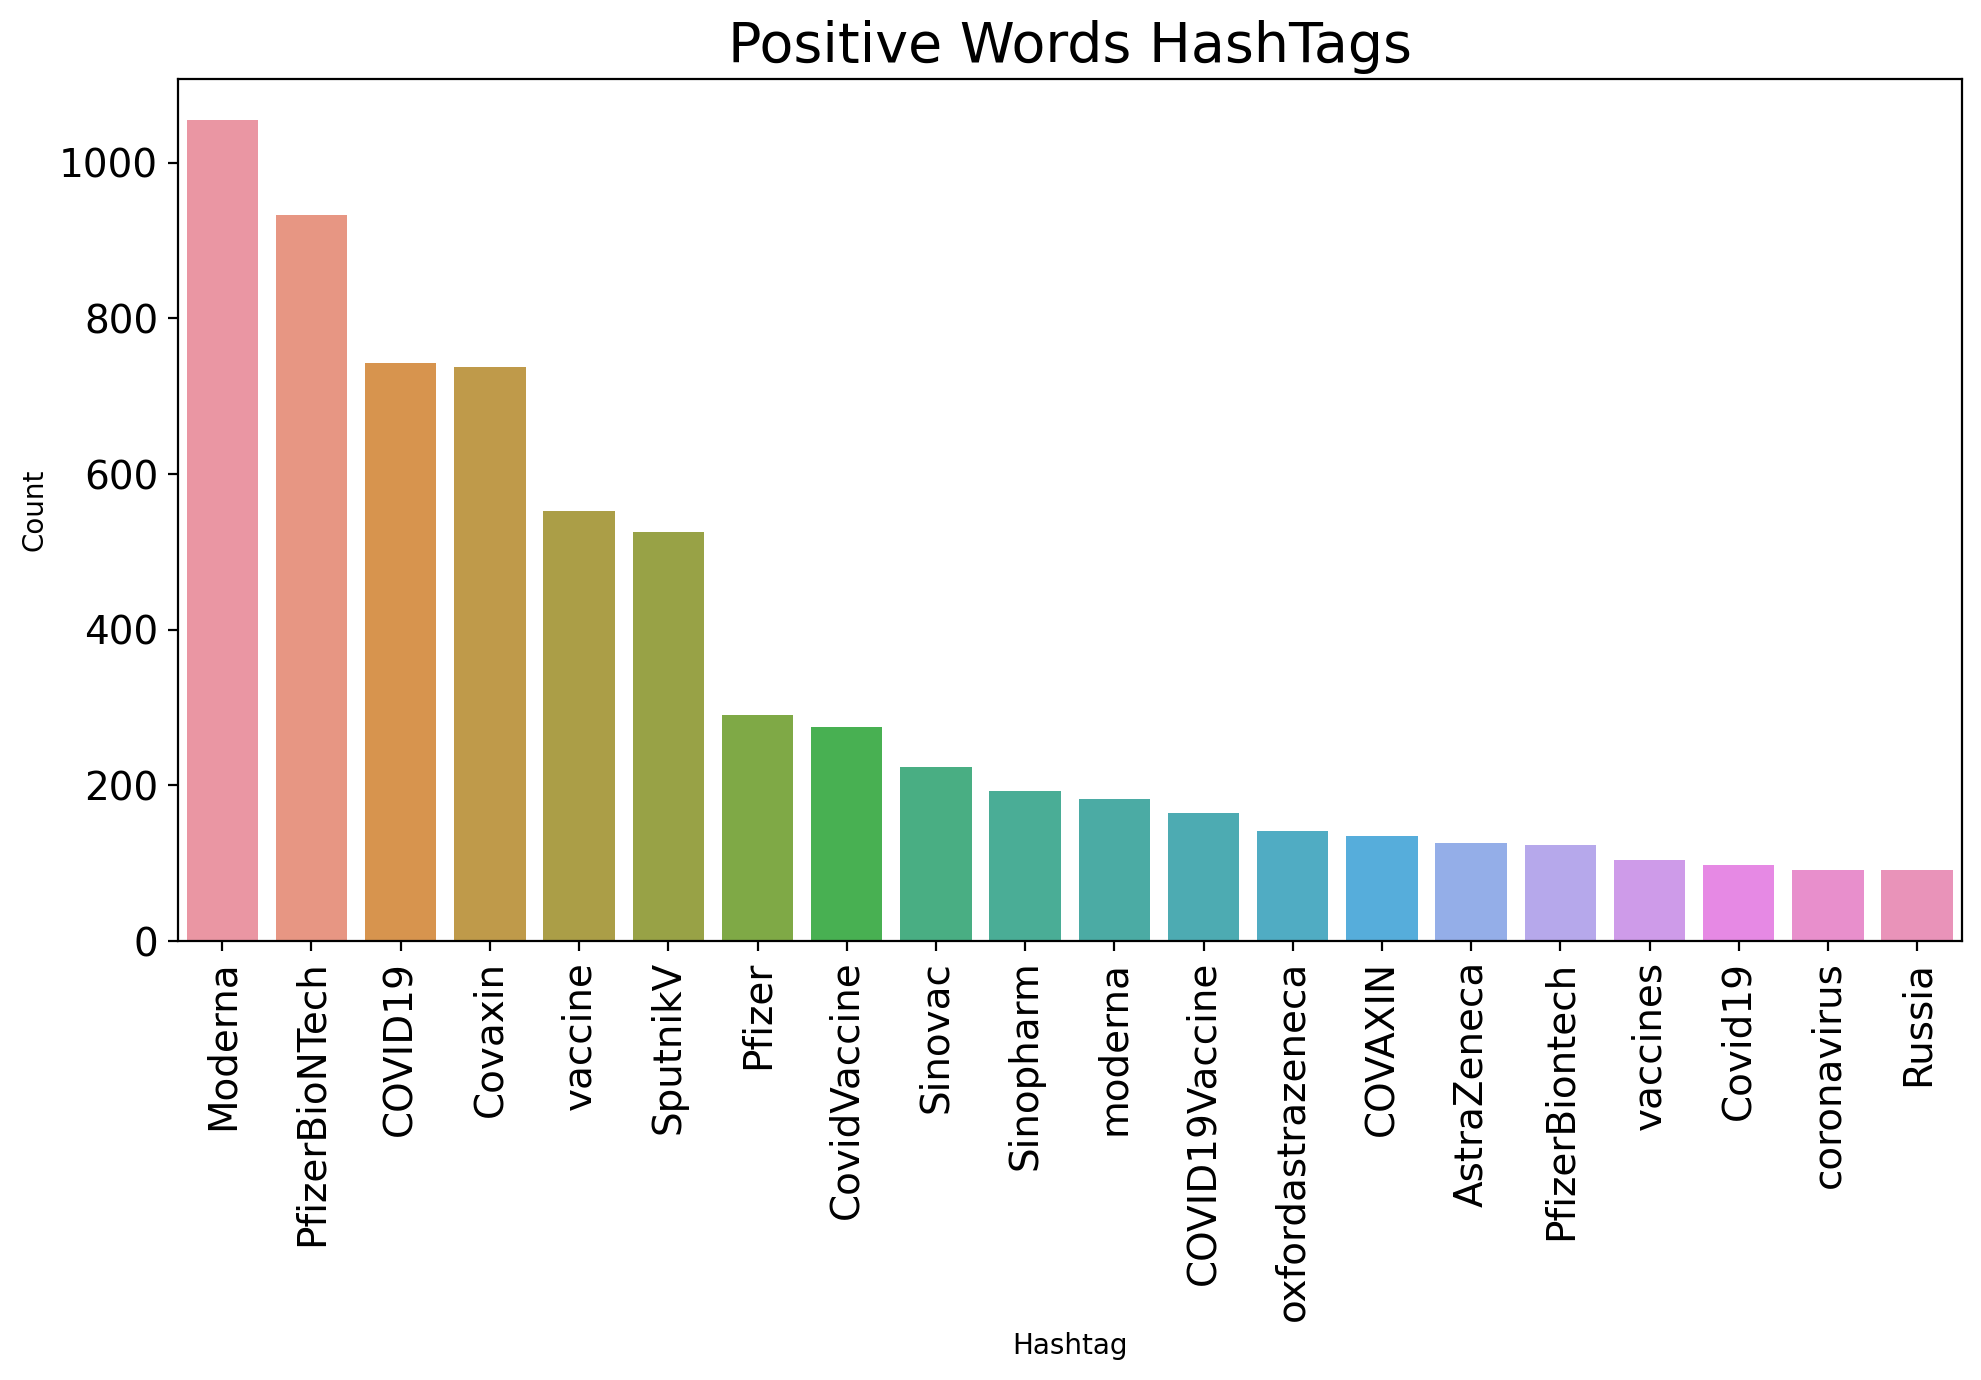 Positive Words HashTags
Count
1000
800
600
400
200
0
Moderna
PfizerBioNTech
COVID19
Covaxin
vaccine
SputnikV
Pfizer
CovidVaccine
Sinovac
Sinopharm
moderna
COVID19Vaccine
oxfordastrazeneca
COVAXIN
AstraZeneca
PfizerBiontech
vaccines
Covid19
coronavirus
Russia
Hashtag